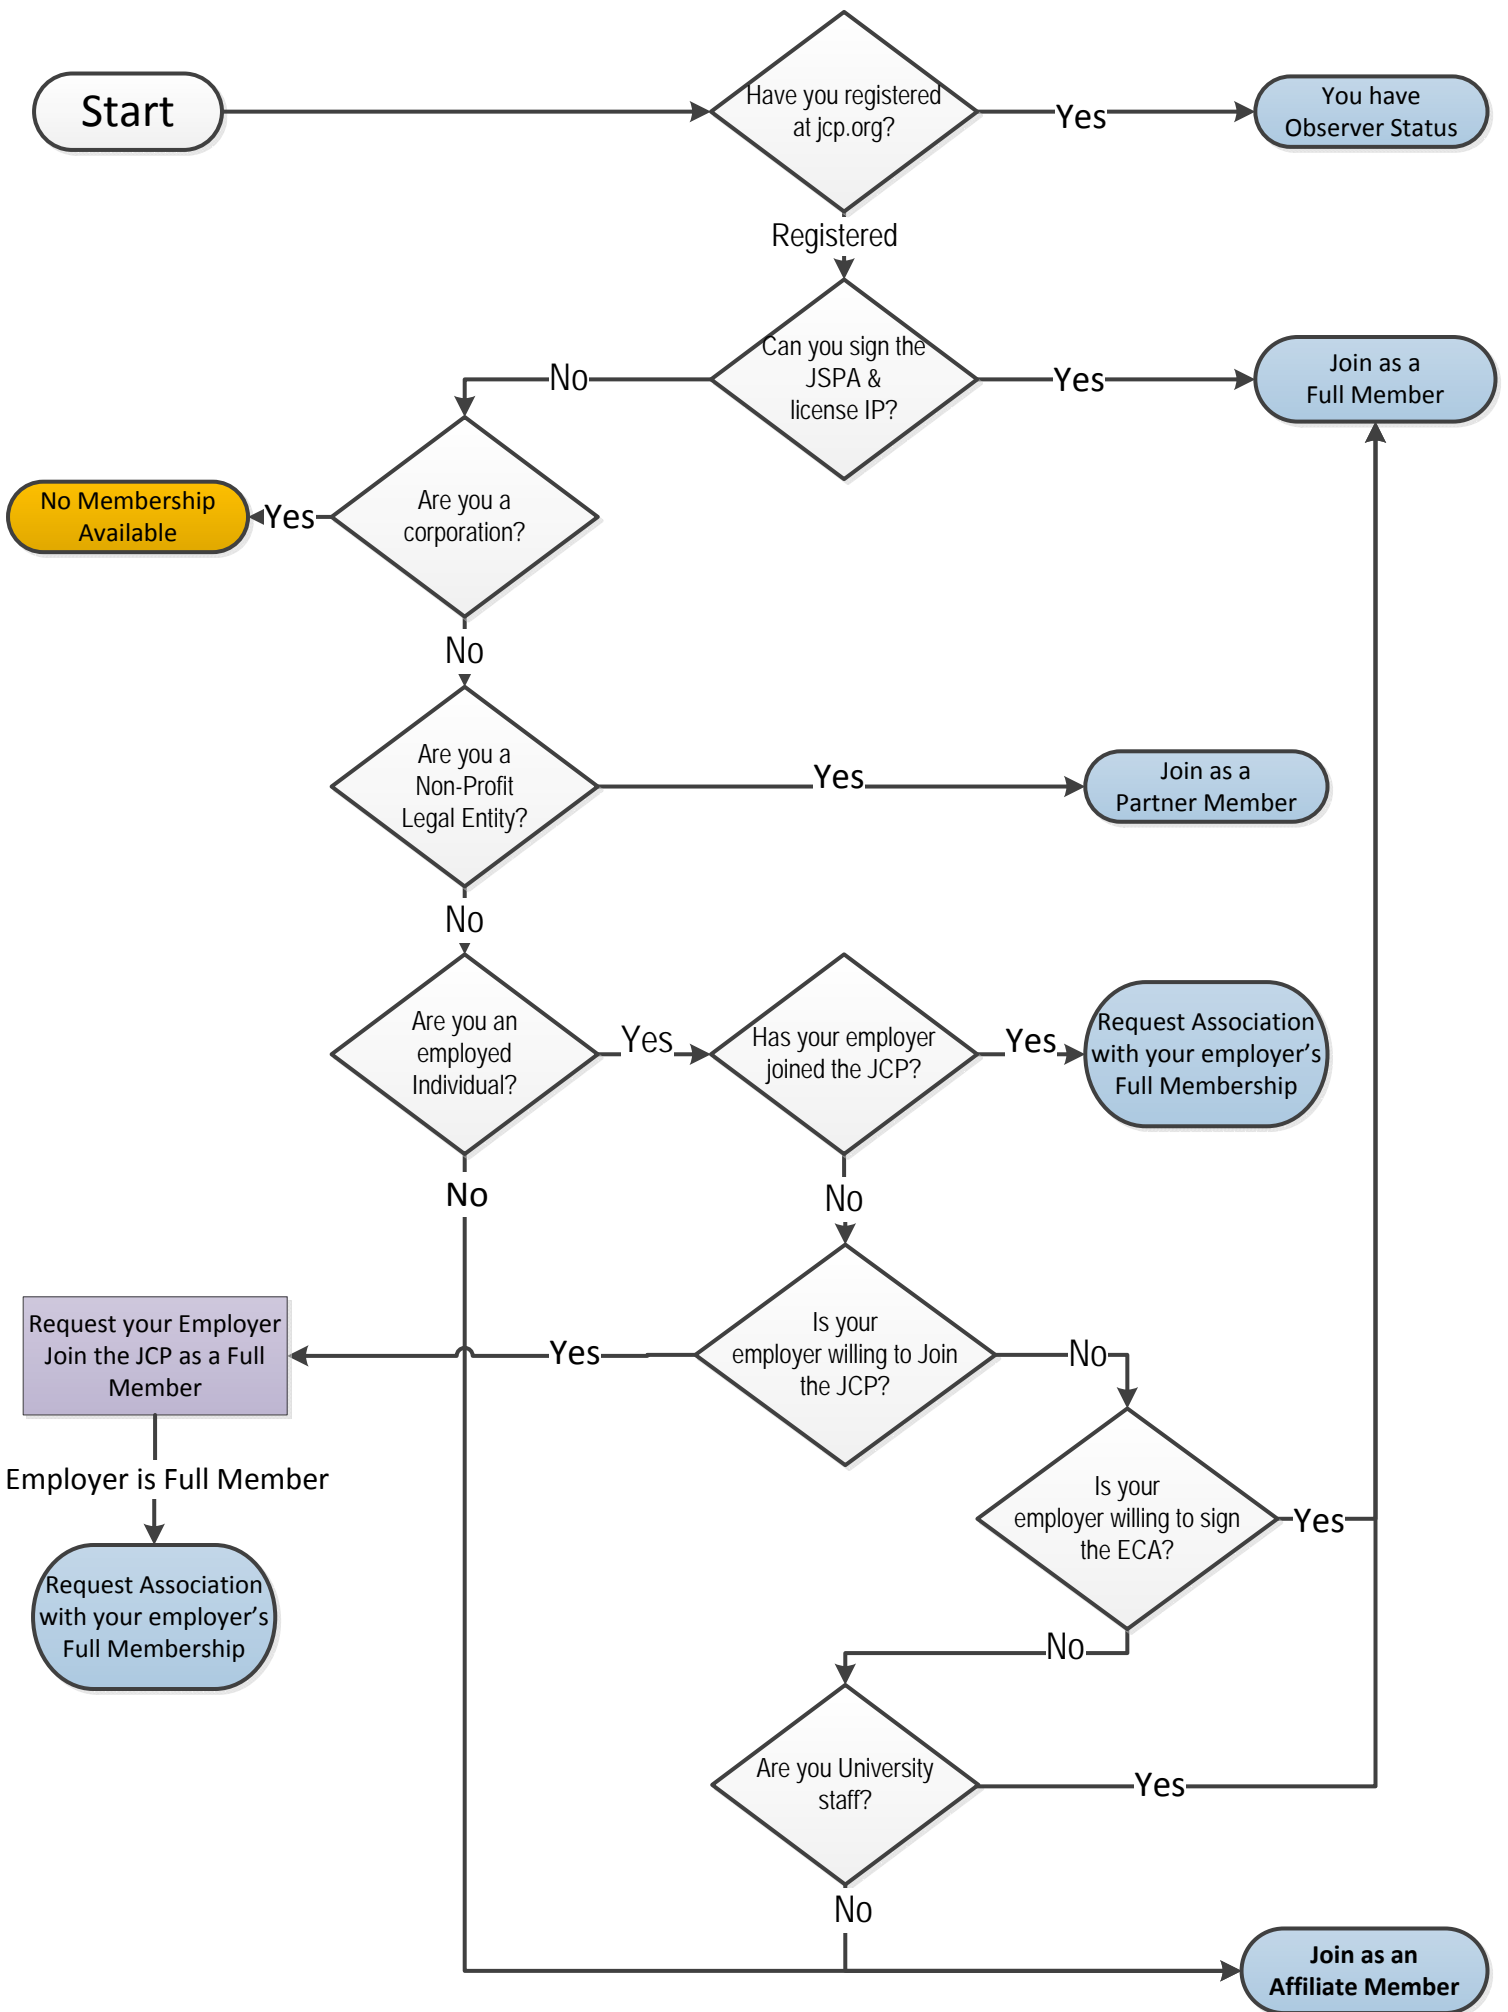 Start
Have you registered
at jcp.org?
Yes
You have
Observer Status
Registered
Can you sign the
JSPA &
license IP?
No
Yes
Join as a
Full Member
Are you a
corporation?
Yes
No Membership
Available
No
Are you a
Non-Profit
Legal Entity?
Yes
Join as a
Partner Member
No
Are you an
employed
Individual?
Yes
Has your employer
joined the JCP?
Yes
Request Association
with your employer's
Full Membership
No
No
Is your
employer willing to Join
the JCP?
Yes
Request your Employer
Join the JCP as a Full
Member
No
Employer is Full Member
Request Association
with your employer's
Full Membership
Is your
employer willing to sign
the ECA?
Yes
No
Are you University
staff?
Yes
No
Join as an
Affiliate Member